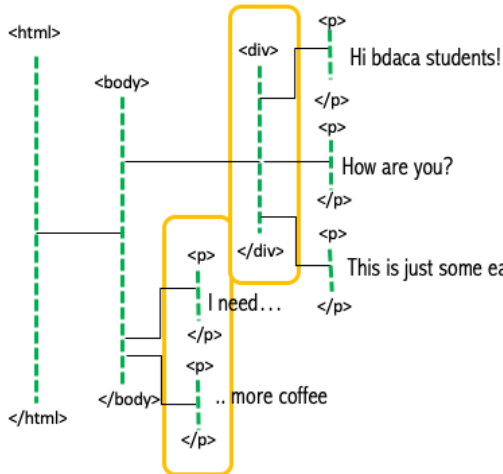 <html>
<body>
<div>
<p>
Hi bdaca students!
</p>
<p>
How are you?
</p>
<p>
This is just some ea
</p>
</div>
<p>
I need…
</p>
<p>
.. more coffee
</p>
</body>
</html>